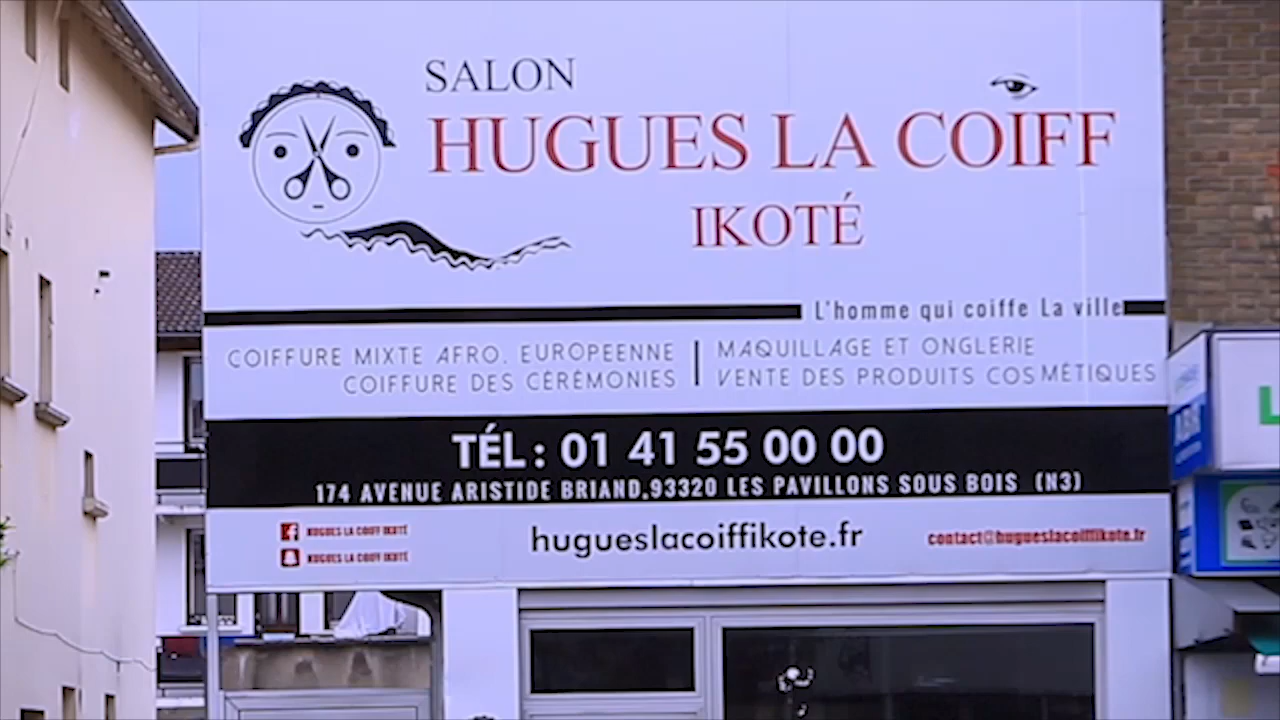 SALON
HUGUES LA COIFF
IKOTÉ
L'homme qui coiffe La ville
COIFFURE MIXTE AFRO. EUROPEENNE
COIFFURE DES CÉRÉMONIES
MAQUILLAGE ET ONGLERIE
VENTE DES PRODUITS COSMÉTIQUES
TÉL: 01 41 55 00 00
174 AVENUE ARISTIDE BRIAND.93320 LES PAVILLONS SOUS BOIS (N3)
HUGUES LA COIFF IKOTÉ
HUGUES LA COIFF IKOTÉ
hugueslacoiffikote.fr
contact@hugueslacoiffikote.fr